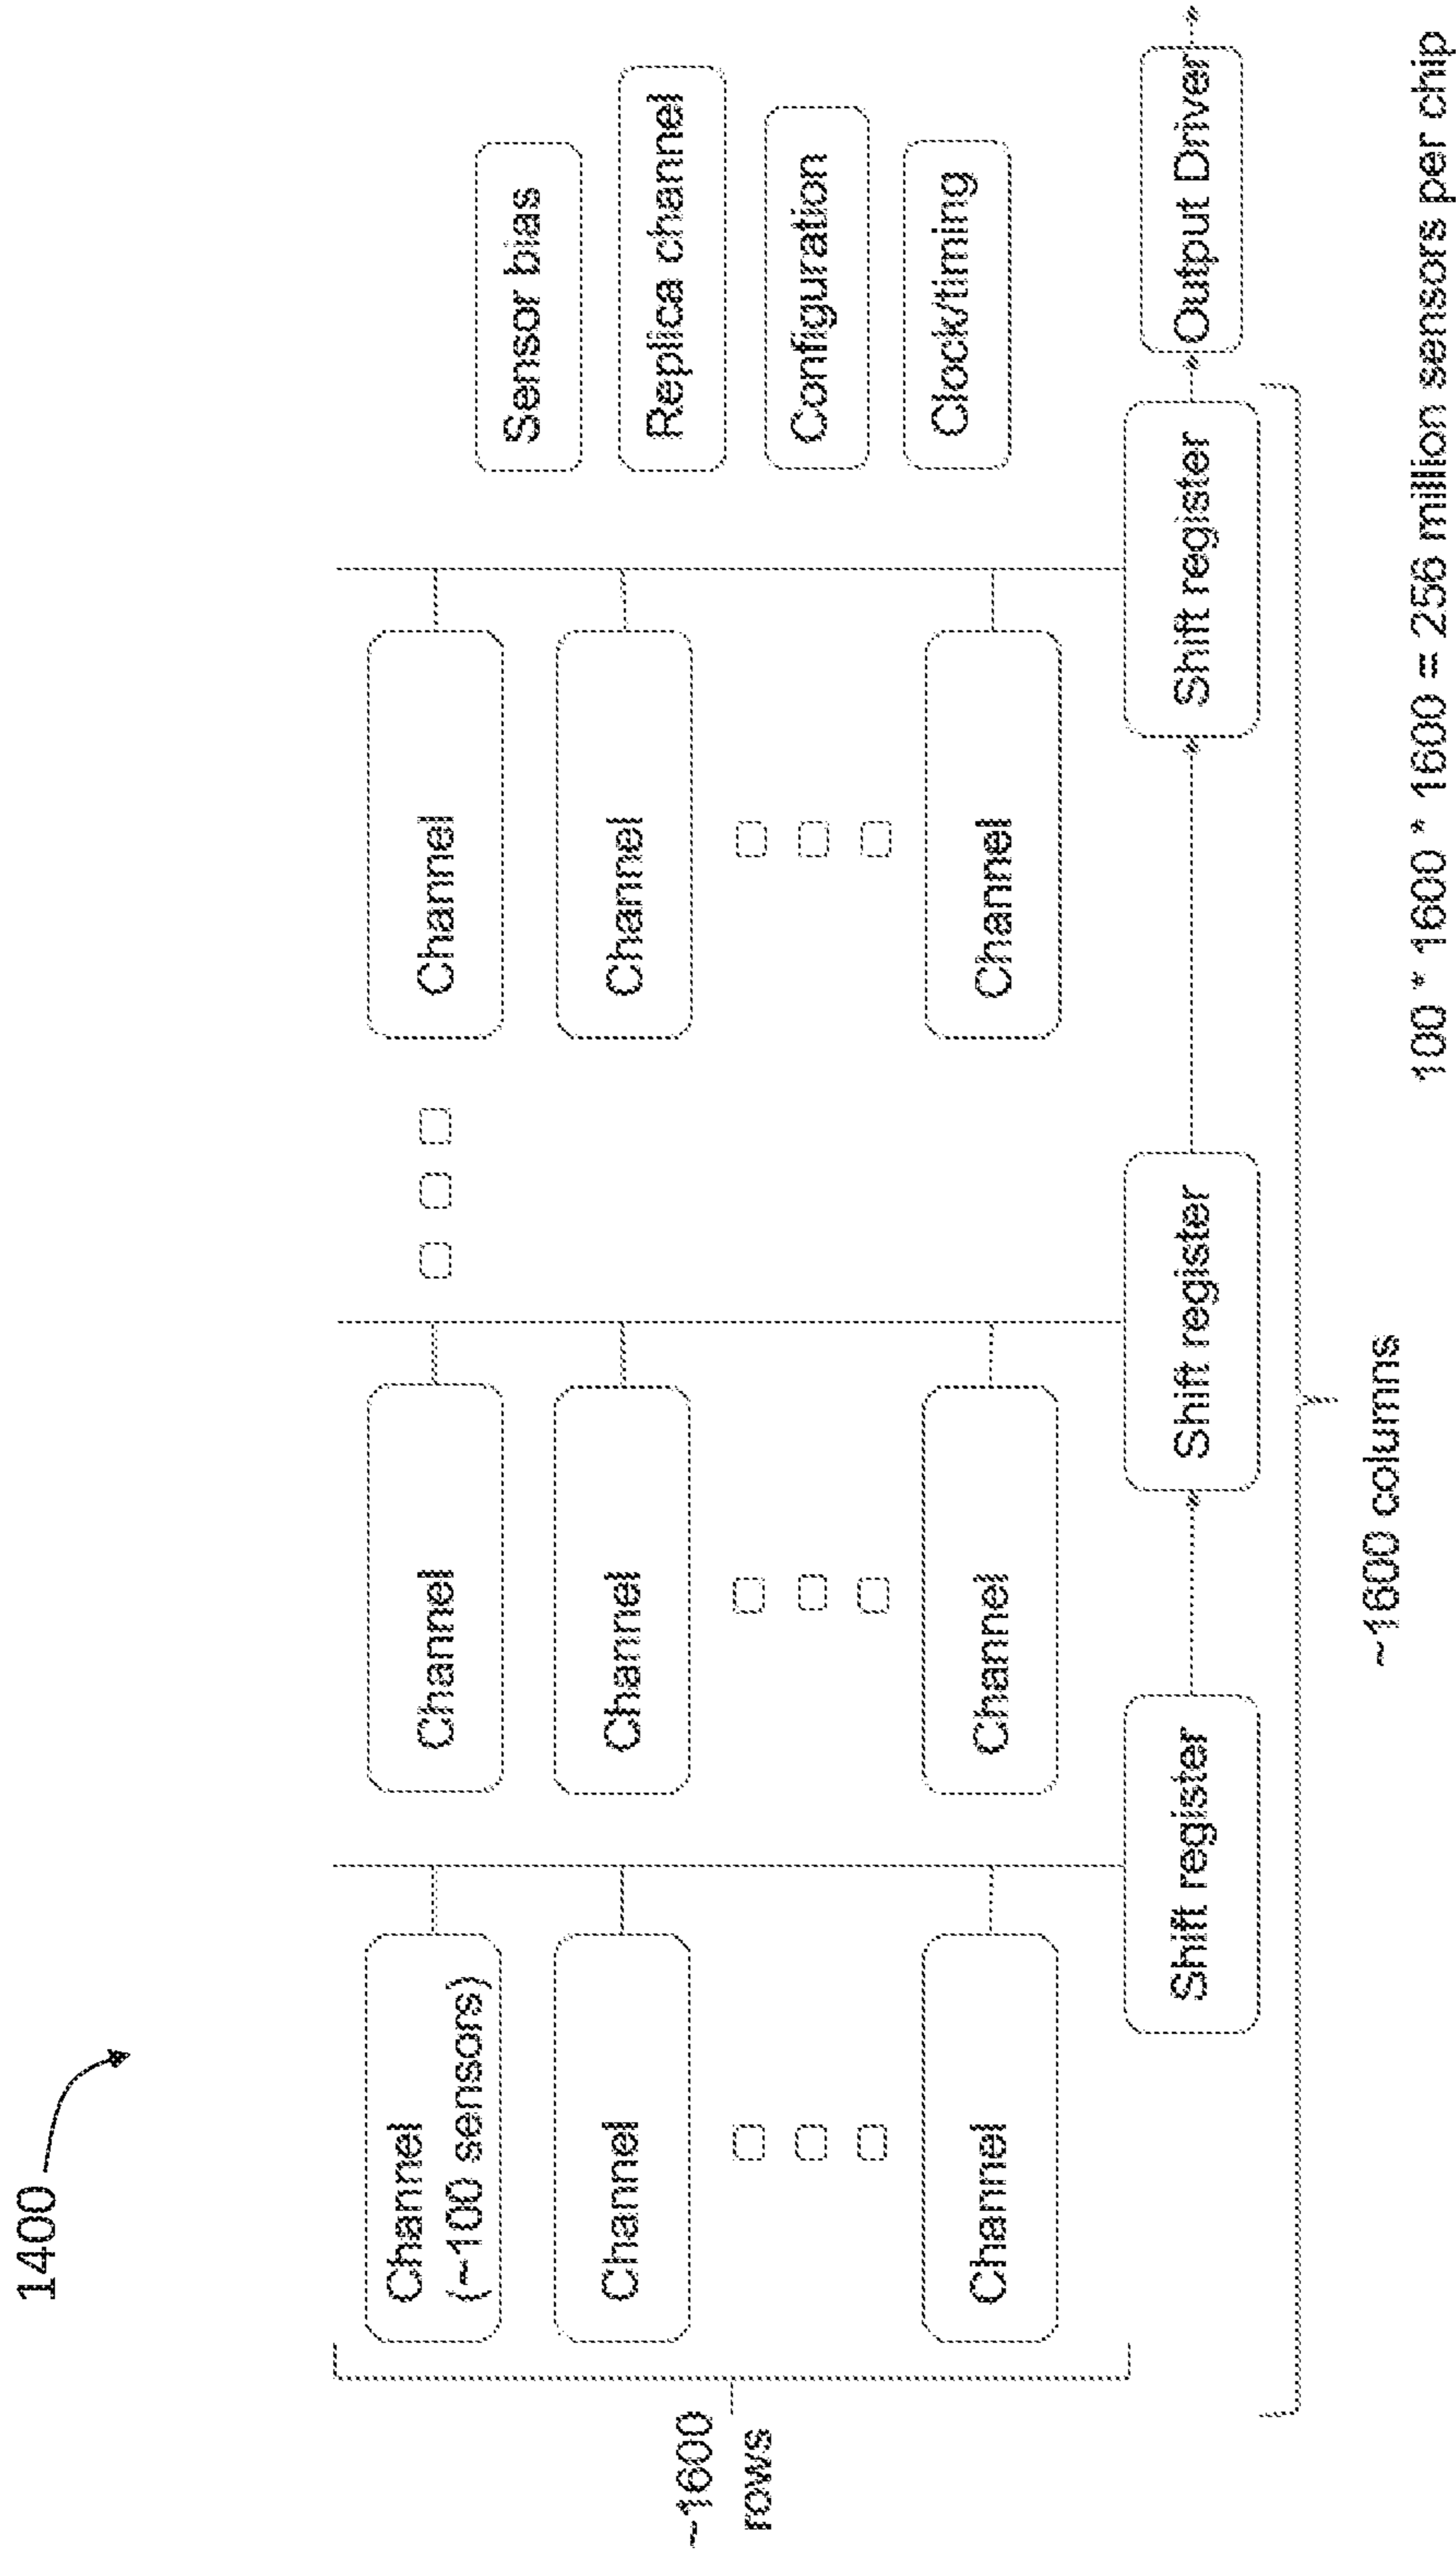 1400
~1600
rows
Channel
(~100 sensors)
Channel
Channel
Channel
Channel
Channel
Channel
Channel
Channel
Sensor bias
Replica channel
Configuration
Clock/timing
Shift register
Shift register
Shift register
Output Driver
~1600 columns
100 * 1600 * 1600 = 256 million sensors per chip